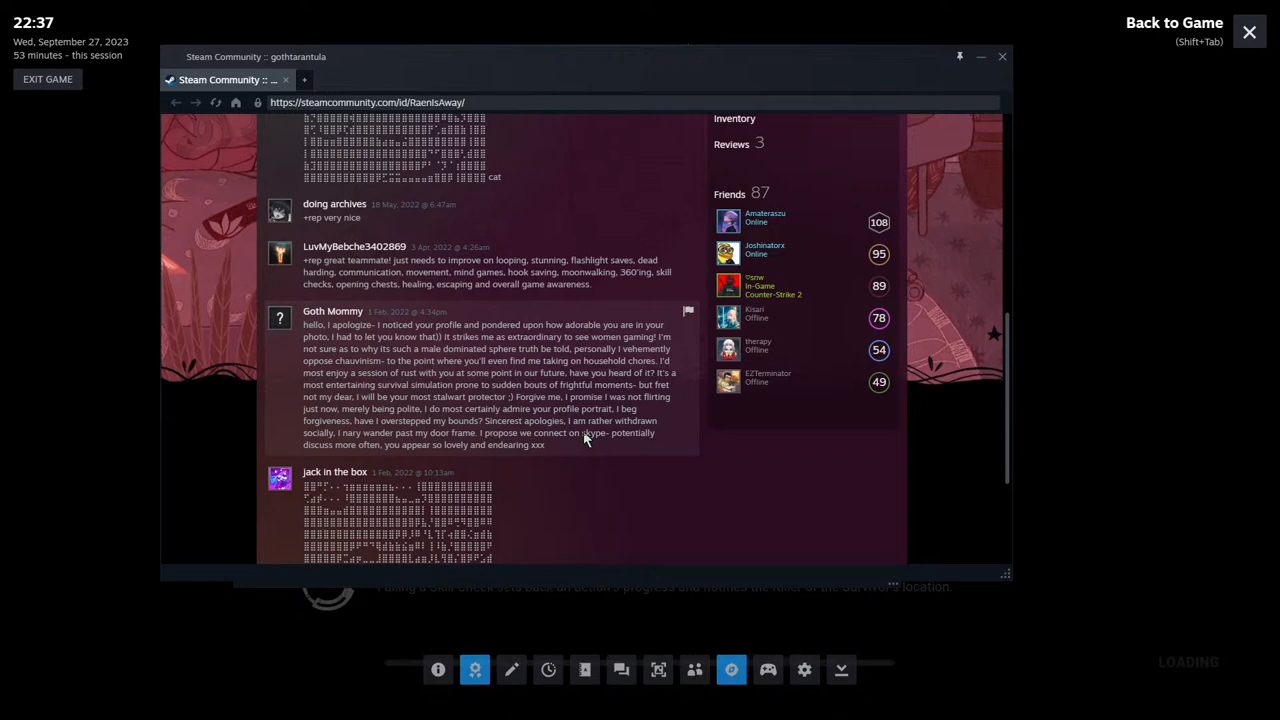 22:37
Wed, September 27, 2023
53 minutes - this session
EXIT GAME
Back to Game
(Shift+Tab)
Steam Community :: gothtarantula
Steam Community :: ...
https://steamcommunity.com/id/RaenIsAway/
cat
doing archives 18 May, 2022 @ 6.47am
+rep very nice
LuvMyBebche3402869 3 Apr, 2022 @ 4:26am
+rep great teammate! just needs to improve on looping, stunning, flashlight saves, dead
harding, communication, movement, mind games, hook saving, moonwalking, 360'ing, skill
checks, opening chests, healing, escaping and overall game awareness.
Goth Mommy 1 Feb, 2022 @ 4:34pm
hello, I apologize- I noticed your profile and pondered upon how adorable you are in your
photo, I had to let you know that)) It strikes me as extraordinary to see women gaming! I'm
not sure as to why its such a male dominated sphere truth be told, personally I vehemently
oppose chauvinism- to the point where you'll even find me taking on household chores. I'd
most enjoy a session of rust with you at some point in our future, have you heard of it? It's a
most entertaining survival simulation prone to sudden bouts of frightful moments- but fret
not my dear, I will be your most stalwart protector ;) Forgive me, I promise I was not flirting
just now, merely being polite, I do most certainly admire your profile portrait, I beg
forgiveness, have I overstepped my bounds? Sincerest apologies, I am rather withdrawn
socially, I nary wander past my door frame. I propose we connect on skype- potentially
discuss more often, you appear so lovely and endearing xxx
jack in the box 1 Feb, 2022 @ 10:13am
Inventory
Reviews 3
Friends 87
Amateraszu
Online
108
Joshinatorx
Online
95
♡snw
In-Game
Counter-Strike 2
89
Kisari
Offline
78
therapy
Offline
54
EZTerminator
Offline
49
Failing a Skill Check sets back an action's progress and notifies the Killer of the Survivor's location.
LOADING